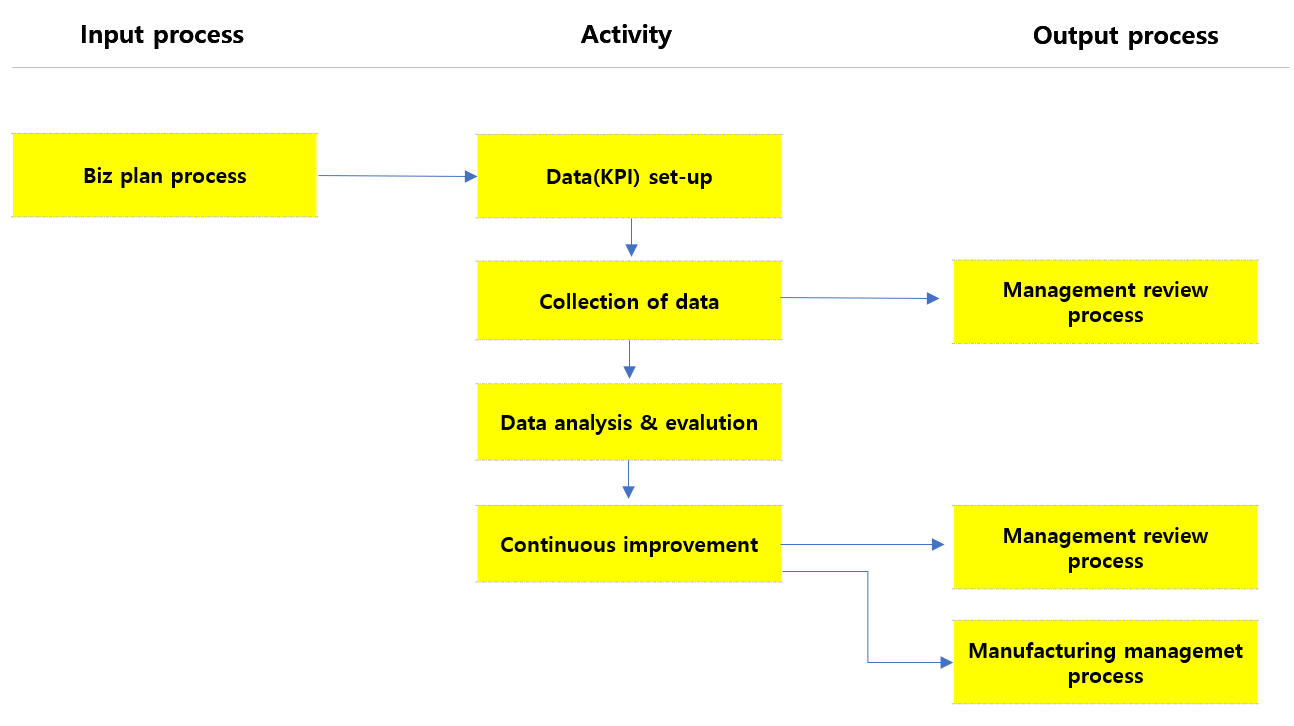 Input process
Activity
Output process
Biz plan process
Data(KPI) set-up
Collection of data
Management review
process
Data analysis & evalution
Continuous improvement
Management review
process
Manufacturing managemet
process